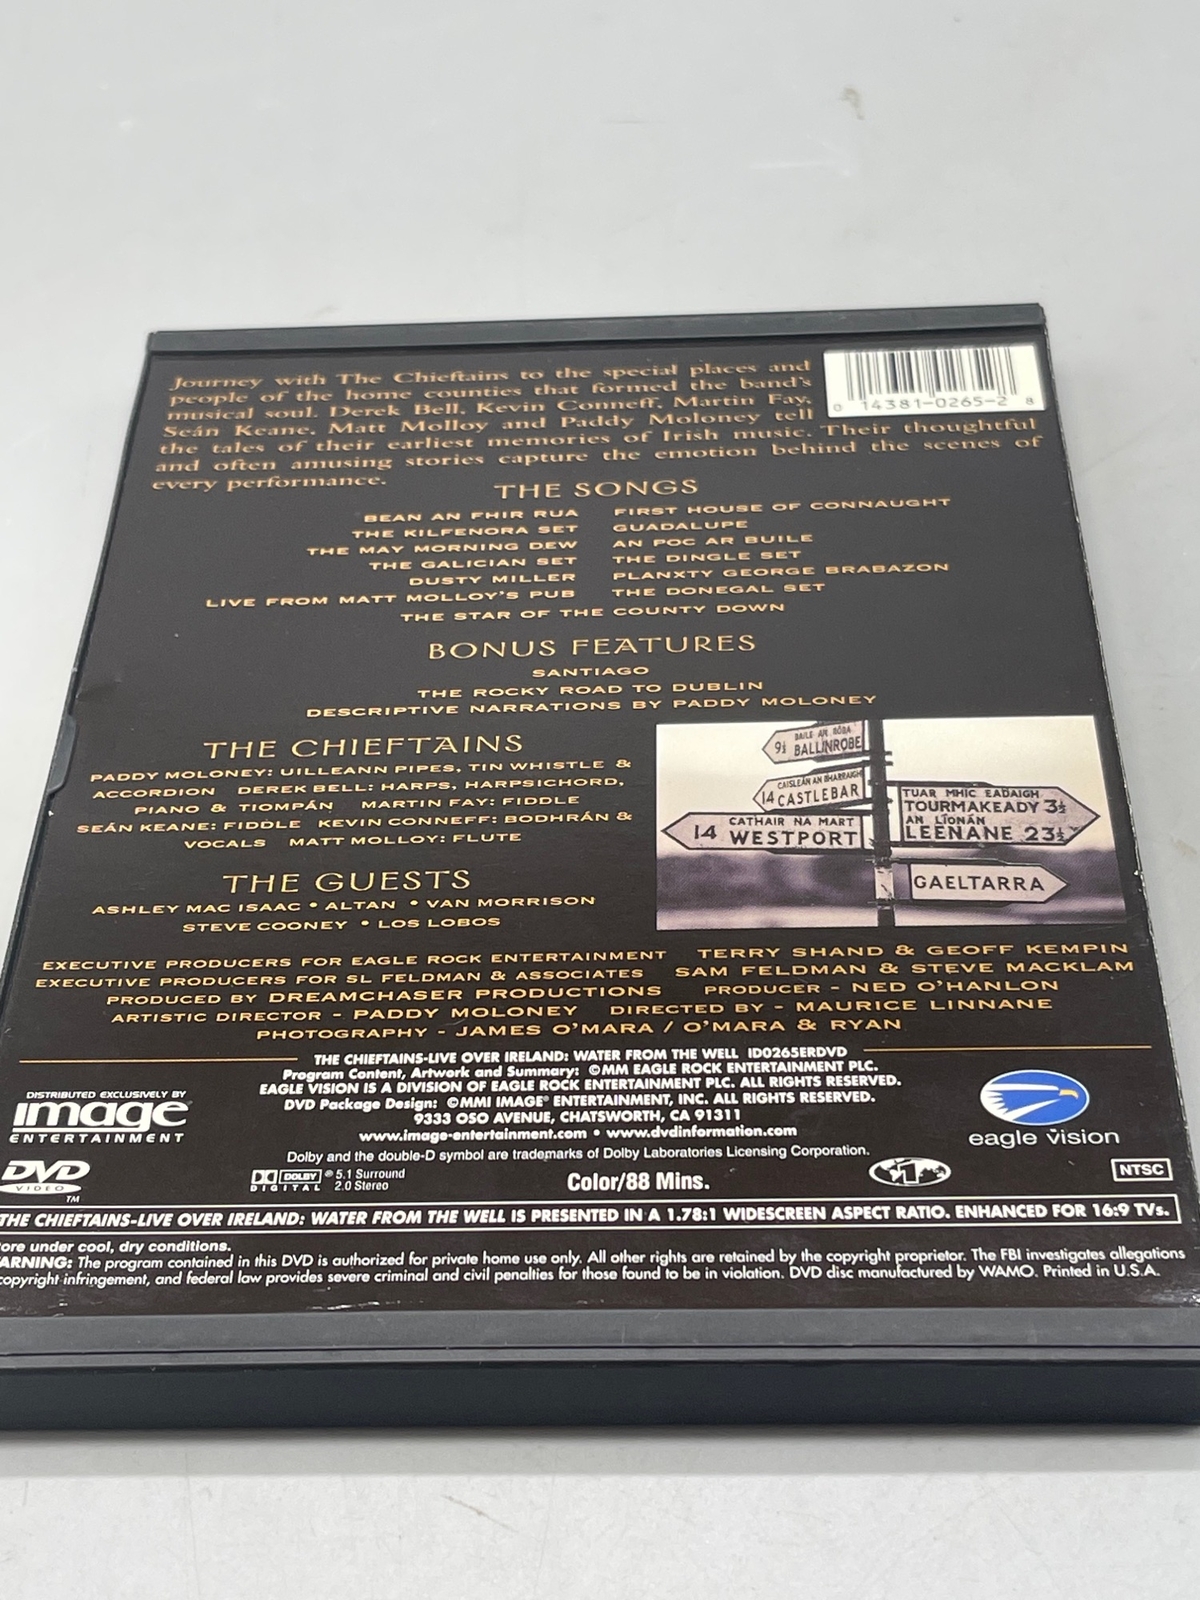 Journey with The Chieftains to the special places and
people of the home counties that formed the band's
musical soul. Derek Bell, Kevin Conneff, Martin Fay,
Seán Keane, Matt Molloy and Paddy Moloney tell
the tales of their earliest memories of Irish music. Their thoughtful
and often amusing stories capture the emotion behind the scenes of
every performance.
0 14381-0265-2 8
THE SONGS
BEAN AN FHIR RUA
THE KILFENORA SET
THE MAY MORNING DEW
THE GALICIAN SET
DUSTY MILLER
LIVE FROM MATT MOLLOY'S PUB
FIRST HOUSE OF CONNAUGHT
GUADALUPE
AN POC AR BUILE
THE DINGLE SET
PLANXTY GEORGE BRABAZON
THE DONEGAL SET
THE STAR OF THE COUNTY DOWN
BONUS FEATURES
SANTIAGO
THE ROCKY ROAD TO DUBLIN
DESCRIPTIVE NARRATIONS BY PADDY MOLONEY
THE CHIEFTAINS
PADDY MOLONEY: UILLEANN PIPES, TIN WHISTLE &
ACCORDION DEREK BELL: HARPS, HARPSICHORD,
PIANO & TIOMPÁN MARTIN FAY: FIDDLE
SEÁN KEANE: FIDDLE KEVIN CONNEFF: BODHRÁN &
VOCALS MATT MOLLOY: FLUTE
THE GUESTS
ASHLEY MAC ISAAC • ALTAN • VAN MORRISON
STEVE COONEY • LOS LOBOS
BAILE AN RÓBA
9½ BALLINROBE
CAISLEÁN AN BHARRAIGH
14 CASTLEBAR
CATHAIR NA MART
14 WESTPORT
TUAR MHIC EADAIGH
TOURMAKEADY 3½
AN LÍONÁN
LEENANE 23½
GAELTARRA
EXECUTIVE PRODUCERS FOR EAGLE ROCK ENTERTAINMENT TERRY SHAND & GEOFF KEMPIN
EXECUTIVE PRODUCERS FOR SL FELDMAN & ASSOCIATES SAM FELDMAN & STEVE MACKLAM
PRODUCED BY DREAMCHASER PRODUCTIONS PRODUCER - NED O'HANLON
ARTISTIC DIRECTOR - PADDY MOLONEY DIRECTED BY - MAURICE LINNANE
PHOTOGRAPHY - JAMES O'MARA / O'MARA & RYAN
THE CHIEFTAINS-LIVE OVER IRELAND: WATER FROM THE WELL ID0265ERDVD
Program Content, Artwork and Summary: ©MM EAGLE ROCK ENTERTAINMENT PLC.
EAGLE VISION IS A DIVISION OF EAGLE ROCK ENTERTAINMENT PLC. ALL RIGHTS RESERVED.
DVD Package Design: ©MMI IMAGE® ENTERTAINMENT, INC. ALL RIGHTS RESERVED.
9333 OSO AVENUE, CHATSWORTH, CA 91311
www.image-entertainment.com • www.dvdinformation.com
Dolby and the double-D symbol are trademarks of Dolby Laboratories Licensing Corporation.
DISTRIBUTED EXCLUSIVELY BY
image
ENTERTAINMENT
eagle vision
DVD
VIDEO
TM
DOLBY
DIGITAL
® 5.1 Surround
2.0 Stereo
Color/88 Mins.
1
NTSC
THE CHIEFTAINS-LIVE OVER IRELAND: WATER FROM THE WELL IS PRESENTED IN A 1.78:1 WIDESCREEN ASPECT RATIO. ENHANCED FOR 16:9 TVs.
ore under cool, dry conditions.
ARNING: The program contained in this DVD is authorized for private home use only. All other rights are retained by the copyright proprietor. The FBI investigates allegations
copyright infringement, and federal law provides severe criminal and civil penalties for those found to be in violation. DVD disc manufactured by WAMO. Printed in U.S.A.